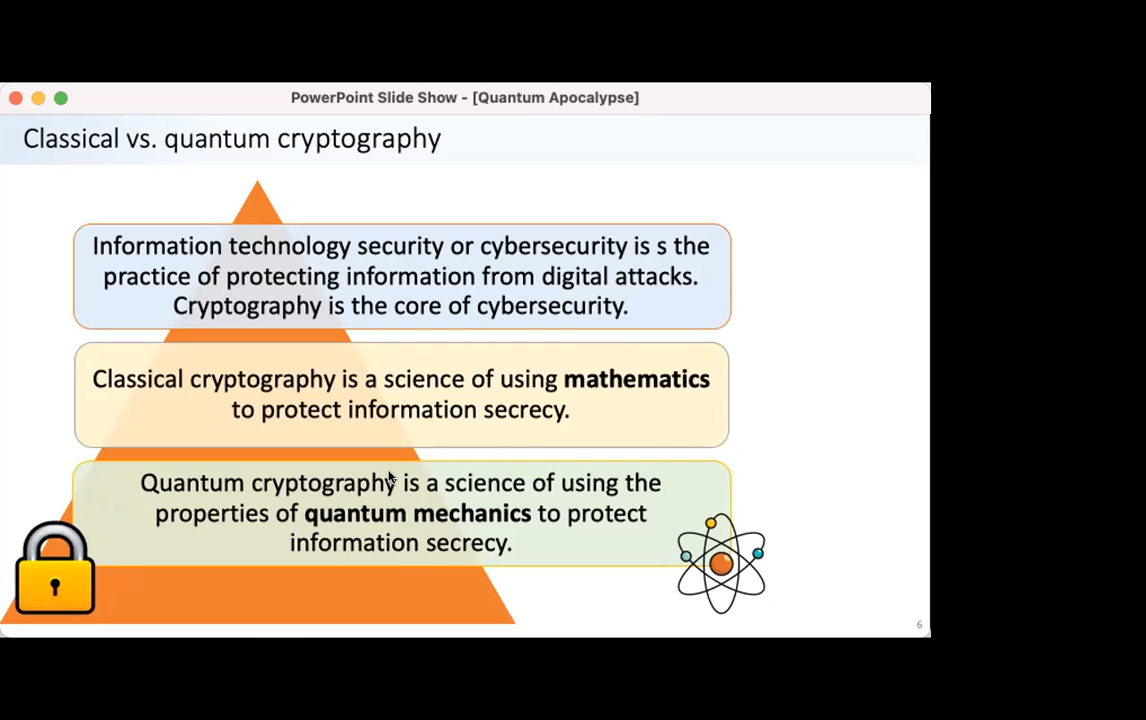 PowerPoint Slide Show - [Quantum Apocalypse]
Classical vs. quantum cryptography
Information technology security or cybersecurity is s the
practice of protecting information from digital attacks.
Cryptography is the core of cybersecurity.
Classical cryptography is a science of using mathematics
to protect information secrecy.
Quantum cryptography is a science of using the
properties of quantum mechanics to protect
information secrecy.
6